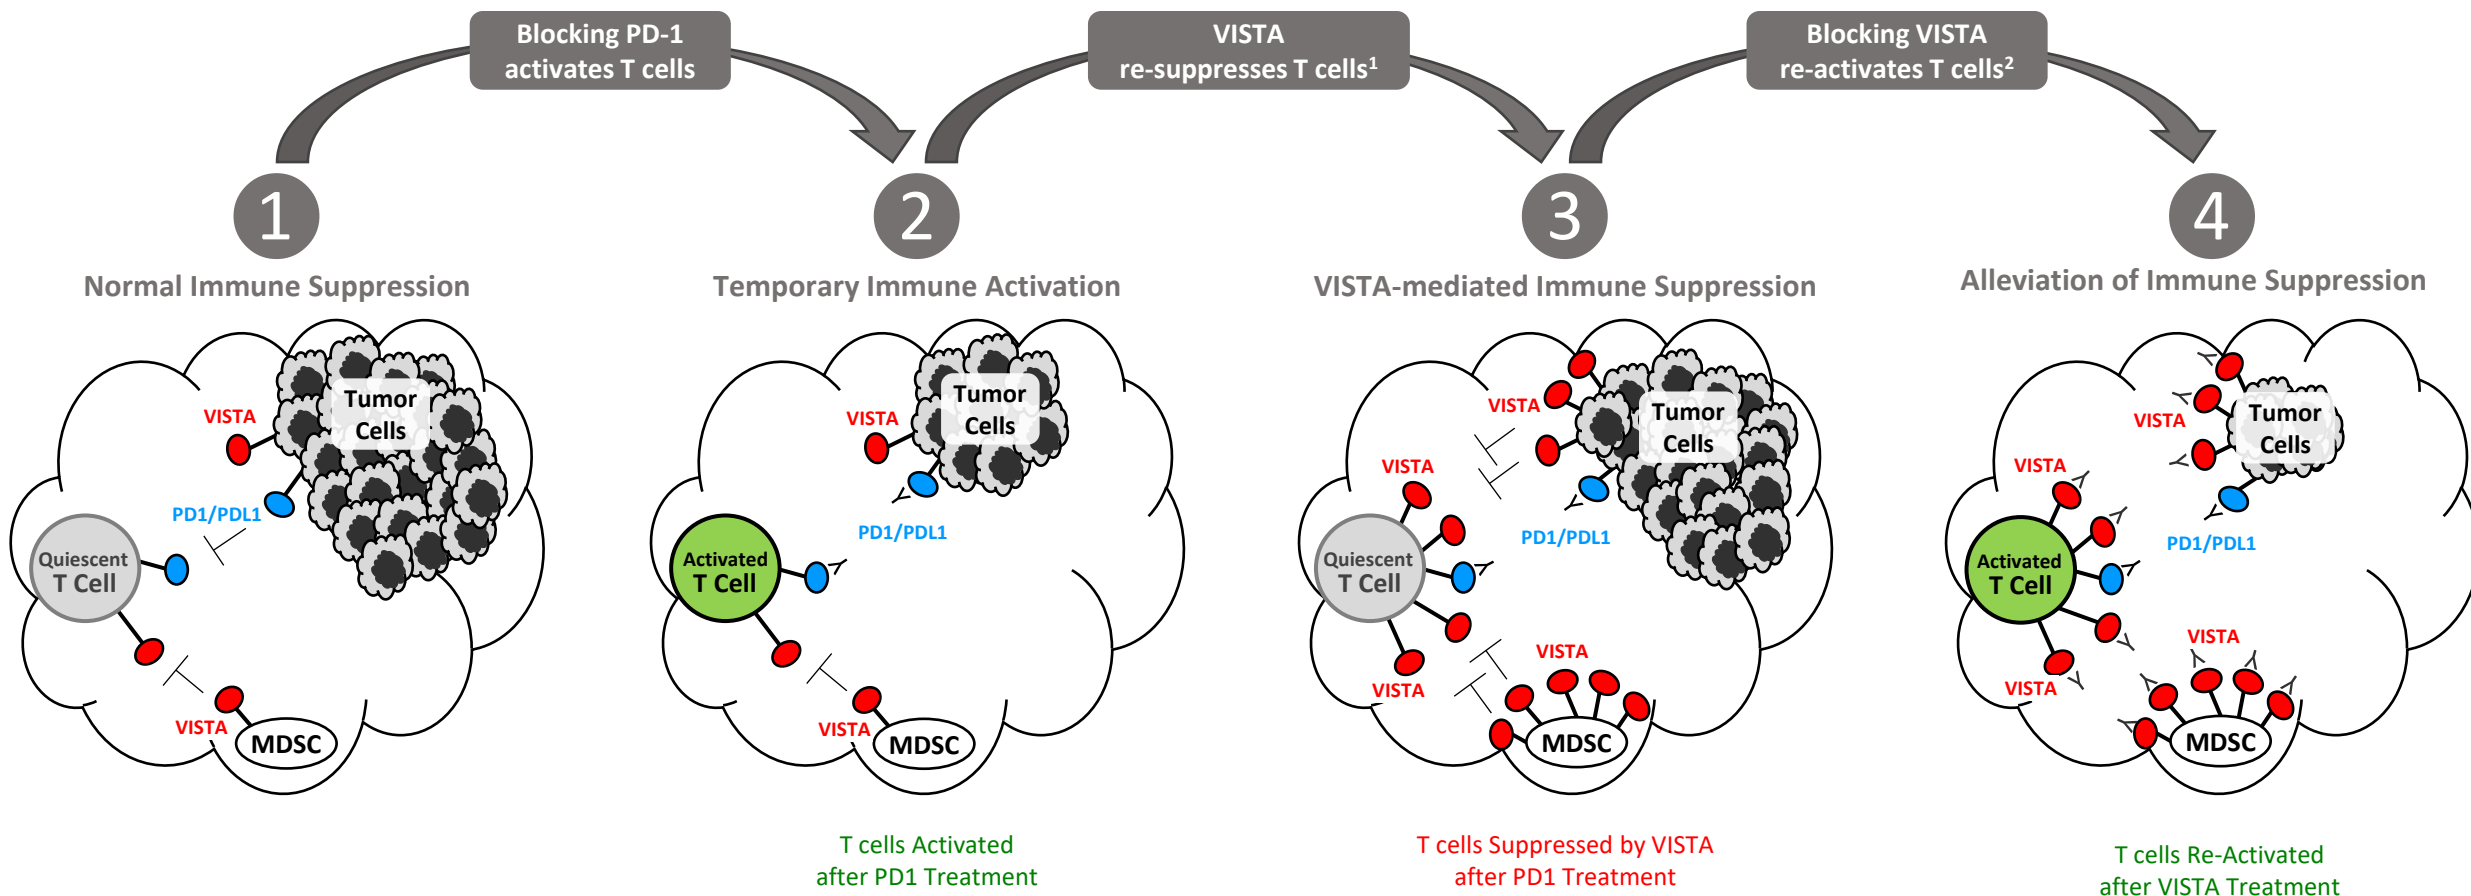 Blocking PD-1
activates T cells
VISTA
re-suppresses T cells¹
Blocking VISTA
re-activates T cells²
1
2
3
4
Normal Immune Suppression
Temporary Immune Activation
VISTA-mediated Immune Suppression
Alleviation of Immune Suppression
Tumor
Cells
VISTA
PD1/PDL1
Quiescent
T Cell
VISTA
MDSC
Tumor
Cells
VISTA
PD1/PDL1
Activated
T Cell
VISTA
MDSC
T cells Activated
after PD1 Treatment
Tumor
Cells
VISTA
VISTA
PD1/PDL1
Quiescent
T Cell
VISTA
VISTA
MDSC
T cells Suppressed by VISTA
after PD1 Treatment
Tumor
Cells
VISTA
VISTA
PD1/PDL1
Activated
T Cell
VISTA
VISTA
MDSC
T cells Re-Activated
after VISTA Treatment